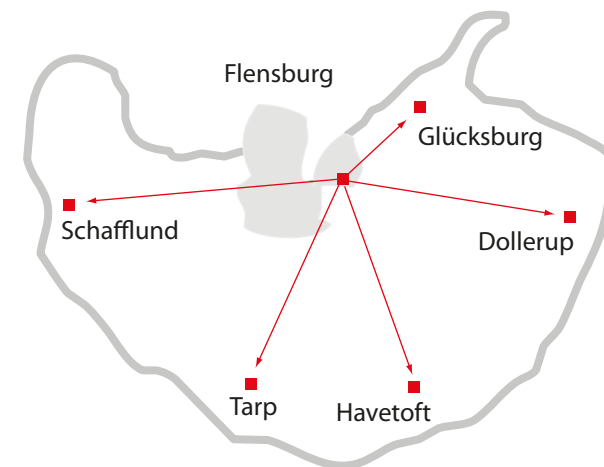 Flensburg
Glücksburg
Schafflund
Dollerup
Tarp
Havetoft